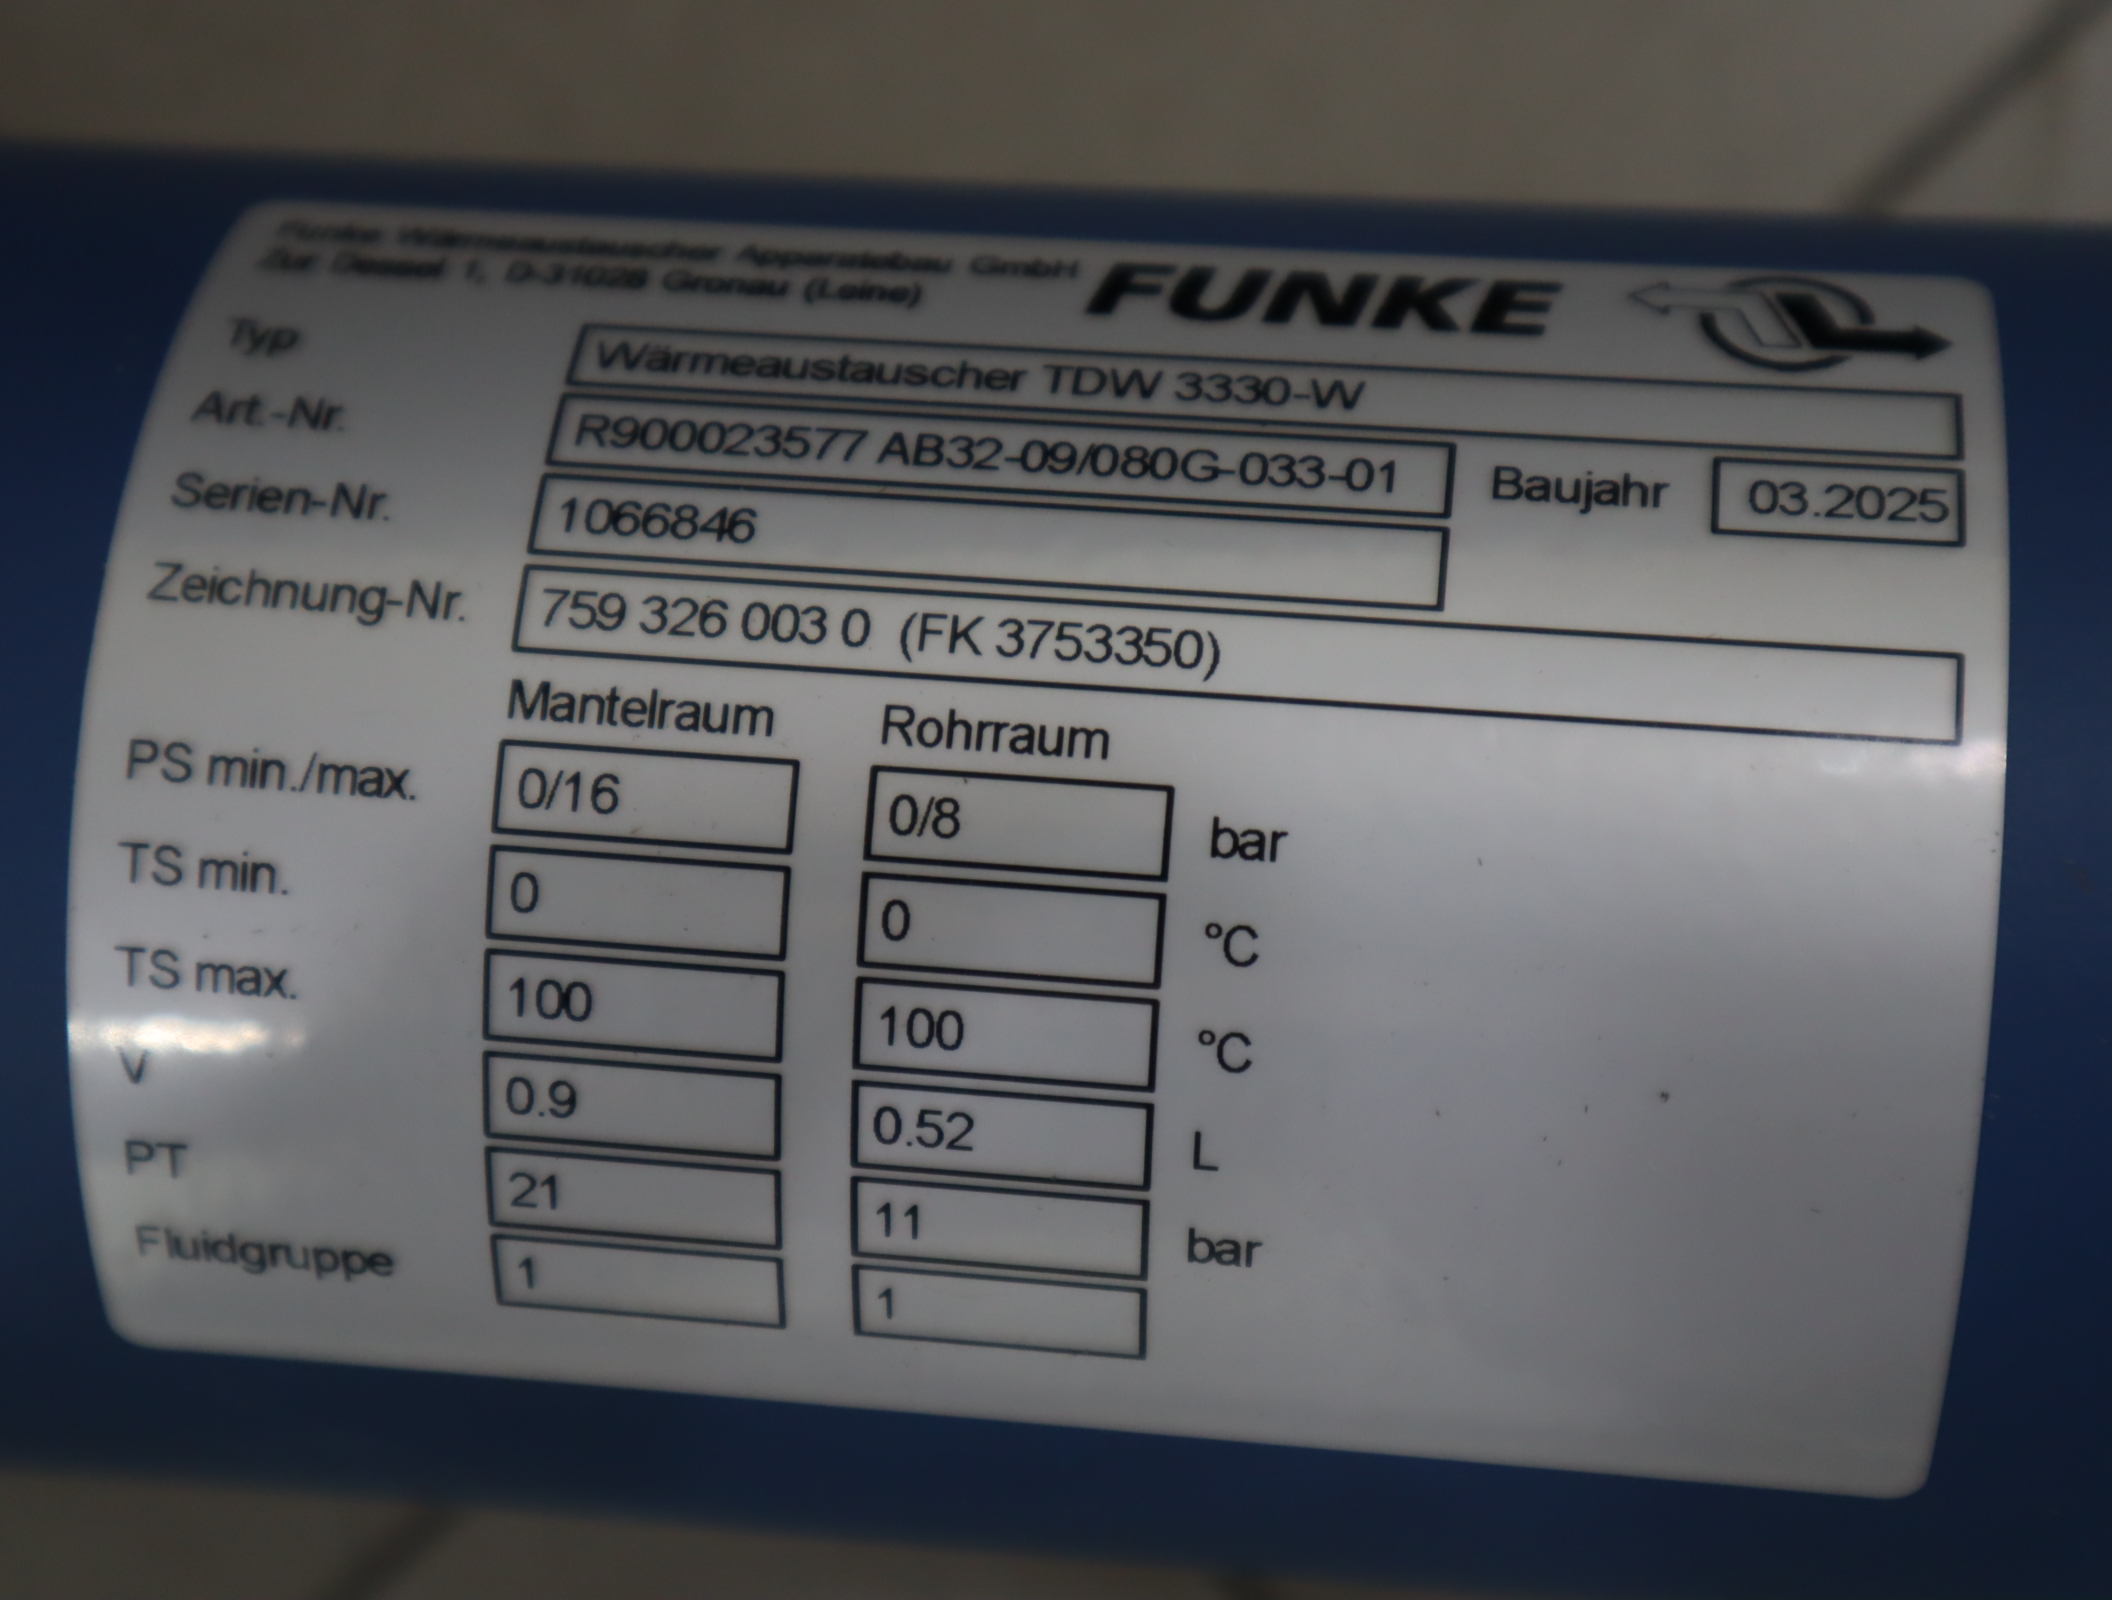 Funke Wärmeaustauscher Apparatebau GmbH
Zur Dessel 1, D-31028 Gronau (Leine)
FUNKE
Typ Wärmeaustauscher TDW 3330-W
Art.-Nr. R900023577 AB32-09/080G-033-01 Baujahr 03.2025
Serien-Nr. 1066846
Zeichnung-Nr. 759 326 003 0 (FK 3753350)
Mantelraum Rohrraum
PS min./max. 0/16 0/8 bar
TS min. 0 0 °C
TS max. 100 100 °C
V 0.9 0.52 L
PT 21 11 bar
Fluidgruppe 1 1